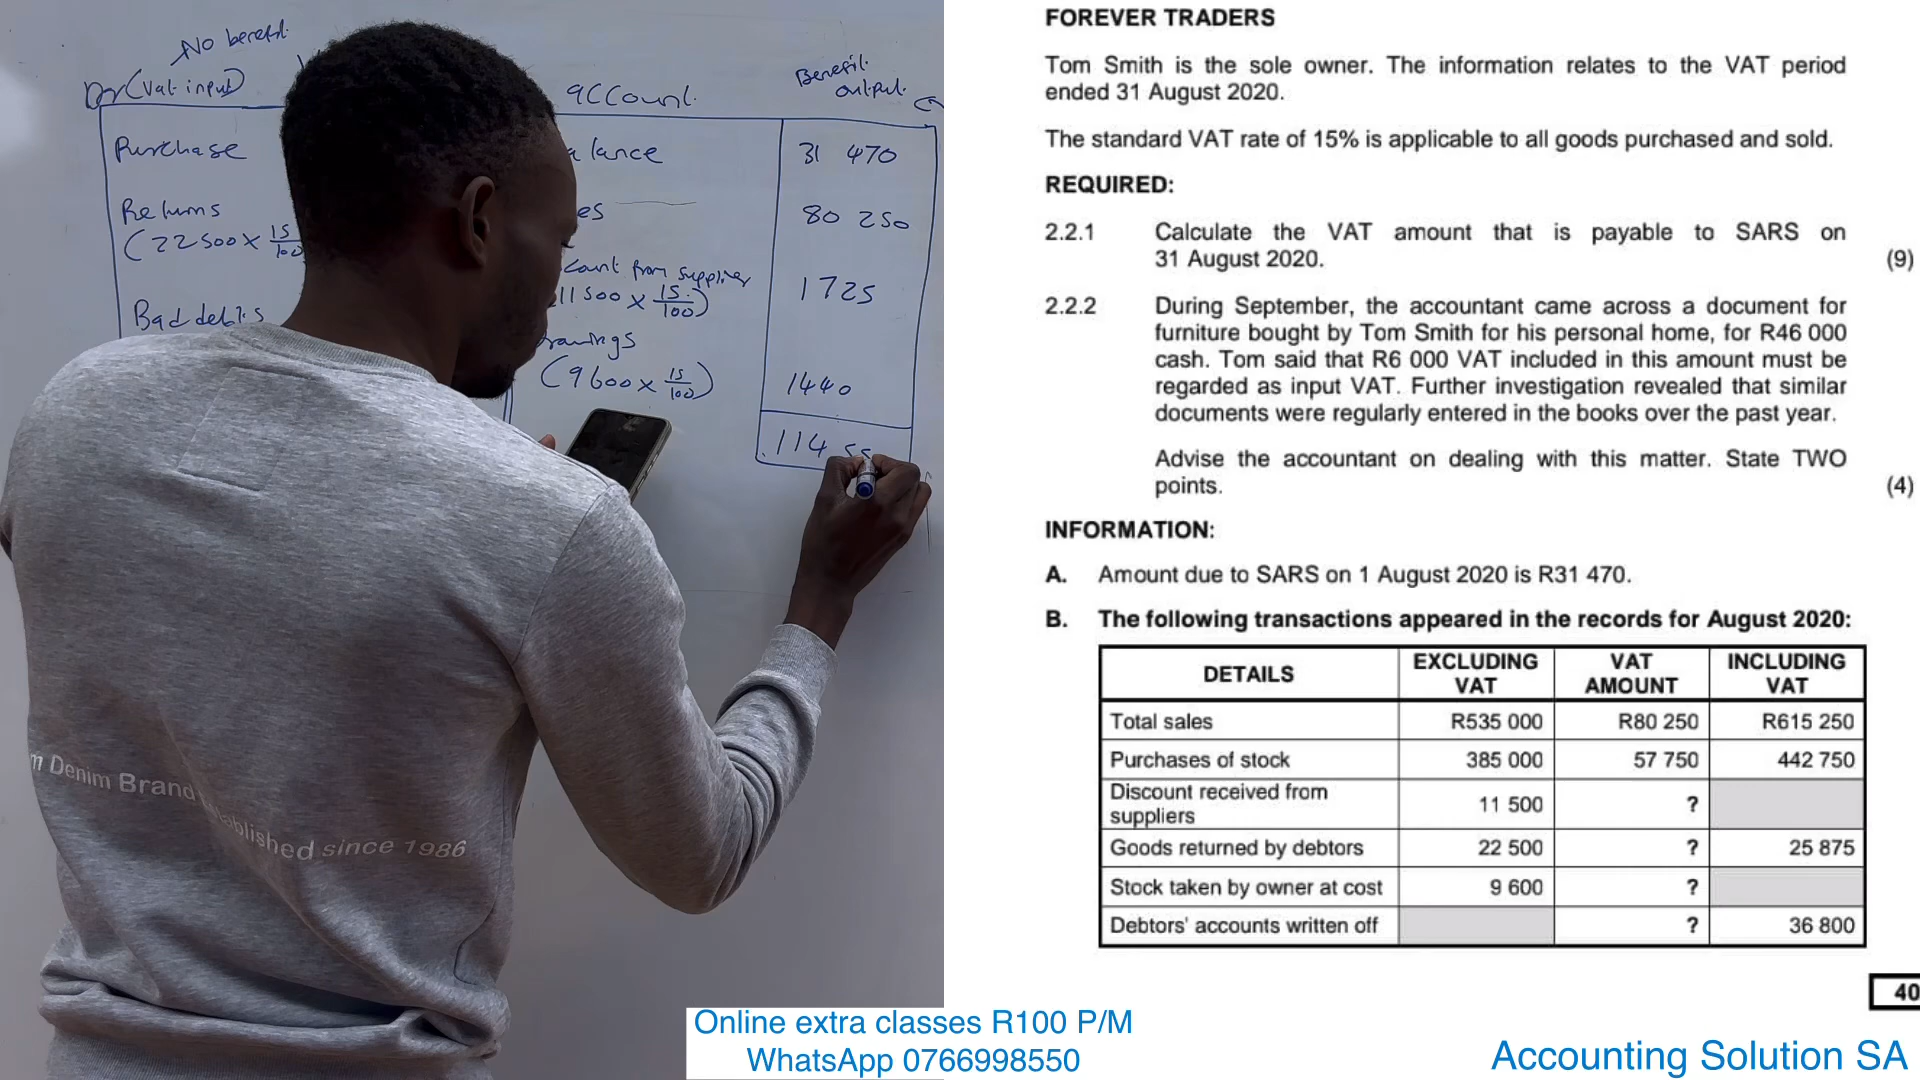 No benefit
Dr (Vat input)
account
Benefit
output
Purchase
alance
31 470
Returns
(22 500 x 15
100
es
80 250
count from supplier
11 500 x 15
100)
1725
Bad debts
rawings
(9 600 x 15
100)
1440
114
m Denim Brand
ablished since 1986
FOREVER TRADERS
Tom Smith is the sole owner. The information relates to the VAT period
ended 31 August 2020.
The standard VAT rate of 15% is applicable to all goods purchased and sold.
REQUIRED:
2.2.1 Calculate the VAT amount that is payable to SARS on
31 August 2020. (9)
2.2.2 During September, the accountant came across a document for
furniture bought by Tom Smith for his personal home, for R46 000
cash. Tom said that R6 000 VAT included in this amount must be
regarded as input VAT. Further investigation revealed that similar
documents were regularly entered in the books over the past year.
Advise the accountant on dealing with this matter. State TWO
points. (4)
INFORMATION:
A. Amount due to SARS on 1 August 2020 is R31 470.
B. The following transactions appeared in the records for August 2020:
DETAILS EXCLUDING VAT VAT AMOUNT INCLUDING VAT
Total sales R535 000 R80 250 R615 250
Purchases of stock 385 000 57 750 442 750
Discount received from
suppliers 11 500 ?
Goods returned by debtors 22 500 ? 25 875
Stock taken by owner at cost 9 600 ?
Debtors' accounts written off ? 36 800
40
Online extra classes R100 P/M
WhatsApp 0766998550
Accounting Solution SA